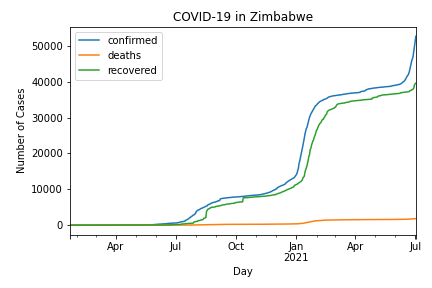 COVID-19 in Zimbabwe
confirmed
deaths
recovered
Number of Cases
50000
40000
30000
20000
10000
0
Apr
Jul
Oct
Jan
2021
Apr
Jul
Day